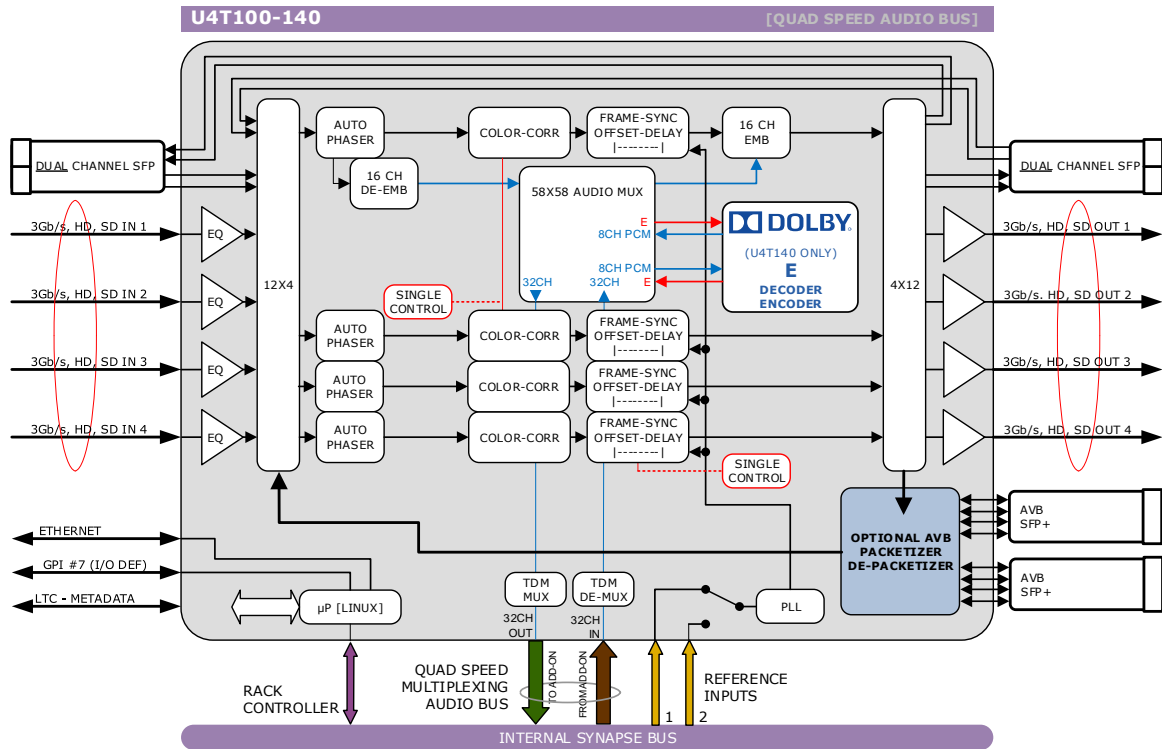 U4T100-140
[QUAD SPEED AUDIO BUS]
DUAL CHANNEL SFP
3Gb/s, HD, SD IN 1
3Gb/s, HD, SD IN 2
3Gb/s, HD, SD IN 3
3Gb/s, HD, SD IN 4
ETHERNET
GPI #7 (I/O DEF)
LTC - METADATA
EQ
EQ
EQ
EQ
12X4
AUTO
PHASER
16 CH
DE-EMB
COLOR-CORR
FRAME-SYNC
OFFSET-DELAY
|--------|
16 CH
EMB
58X58 AUDIO MUX
E
8CH PCM
8CH PCM
E
32CH
32CH
DOLBY
(U4T140 ONLY)
E
DECODER
ENCODER
SINGLE
CONTROL
AUTO
PHASER
COLOR-CORR
FRAME-SYNC
OFFSET-DELAY
|--------|
AUTO
PHASER
COLOR-CORR
FRAME-SYNC
OFFSET-DELAY
|--------|
AUTO
PHASER
COLOR-CORR
FRAME-SYNC
OFFSET-DELAY
|--------|
SINGLE
CONTROL
4X12
DUAL CHANNEL SFP
3Gb/s, HD, SD OUT 1
3Gb/s, HD, SD OUT 2
3Gb/s, HD, SD OUT 3
3Gb/s, HD, SD OUT 4
OPTIONAL AVB
PACKETIZER
DE-PACKETIZER
AVB
SFP+
AVB
SFP+
µP [LINUX]
TDM
MUX
TDM
DE-MUX
PLL
32CH
OUT
32CH
IN
RACK
CONTROLLER
QUAD SPEED
MULTIPLEXING
AUDIO BUS
TO ADD-ON
FROM ADD-ON
REFERENCE
INPUTS
1
2
INTERNAL SYNAPSE BUS